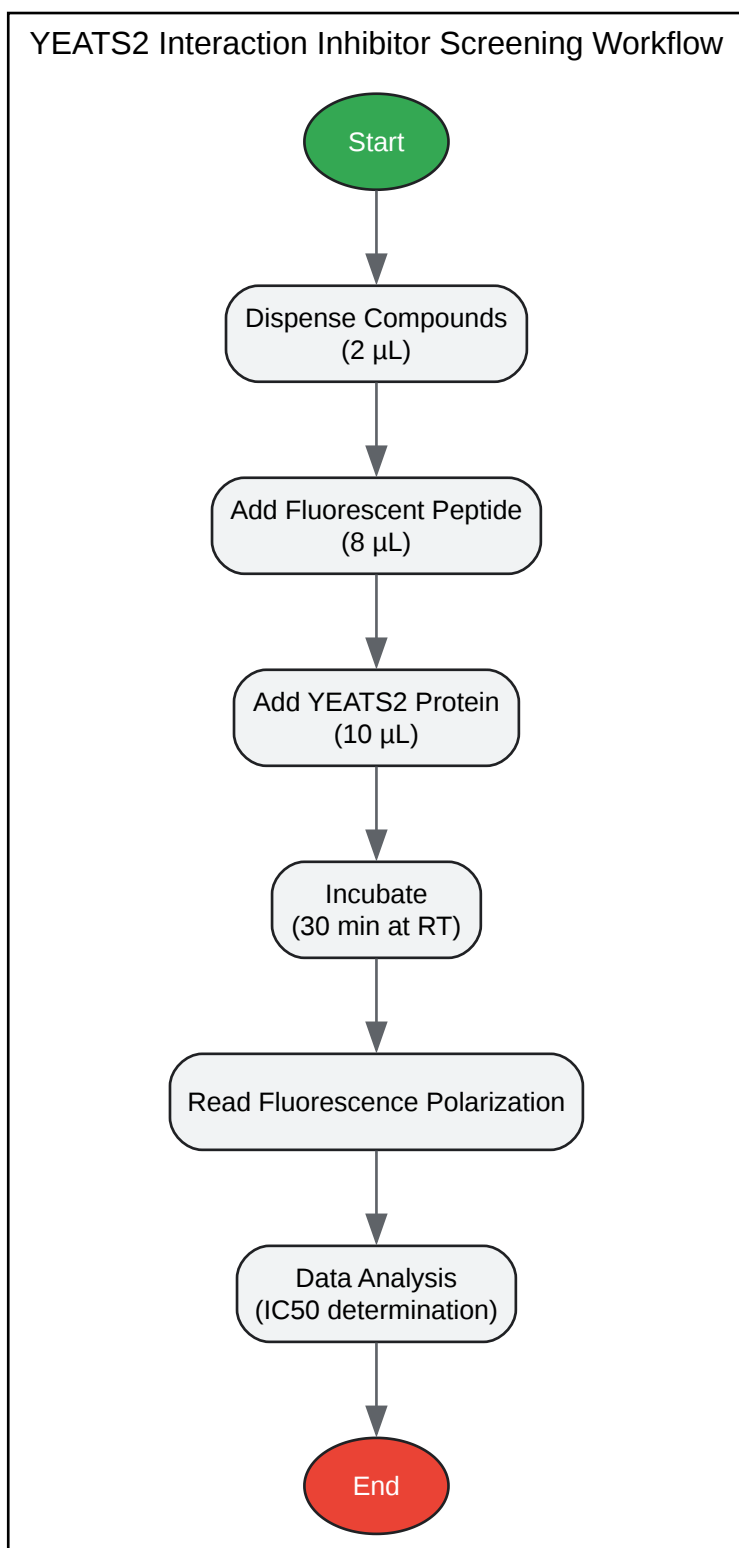 YEATS2 Interaction Inhibitor Screening Workflow
Start
Dispense Compounds
(2 µL)
Add Fluorescent Peptide
(8 µL)
Add YEATS2 Protein
(10 µL)
Incubate
(30 min at RT)
Read Fluorescence Polarization
Data Analysis
(IC50 determination)
End